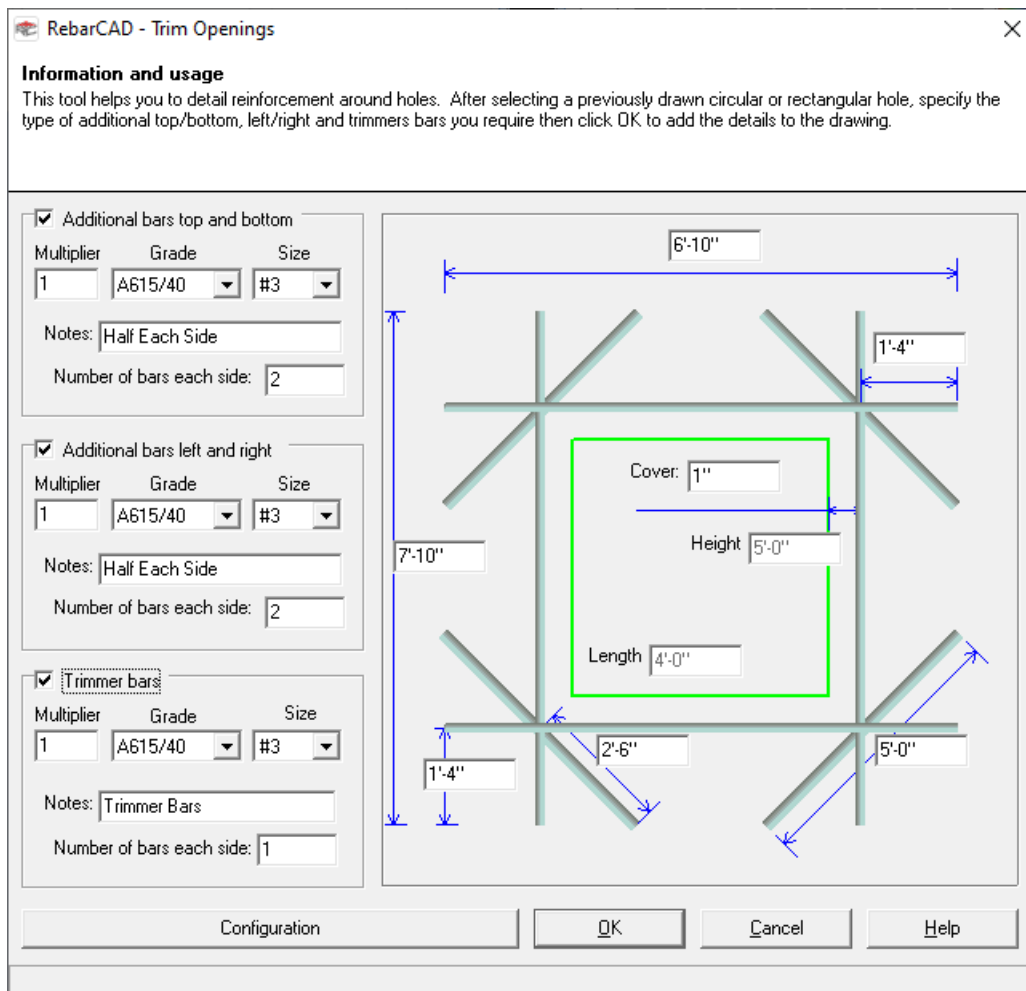 RebarCAD - Trim Openings
Information and usage
This tool helps you to detail reinforcement around holes. After selecting a previously drawn circular or rectangular hole, specify the
type of additional top/bottom, left/right and trimmers bars you require then click OK to add the details to the drawing.
Additional bars top and bottom
Multiplier Grade Size
1 A615/40 #3
Notes: Half Each Side
Number of bars each side: 2
Additional bars left and right
Multiplier Grade Size
1 A615/40 #3
Notes: Half Each Side
Number of bars each side: 2
Trimmer bars
Multiplier Grade Size
1 A615/40 #3
Notes: Trimmer Bars
Number of bars each side: 1
6'-10"
1'-4"
Cover: 1"
Height 5'-0"
7'-10"
Length 4'-0"
2'-6"
5'-0"
1'-4"
Configuration
OK
Cancel
Help